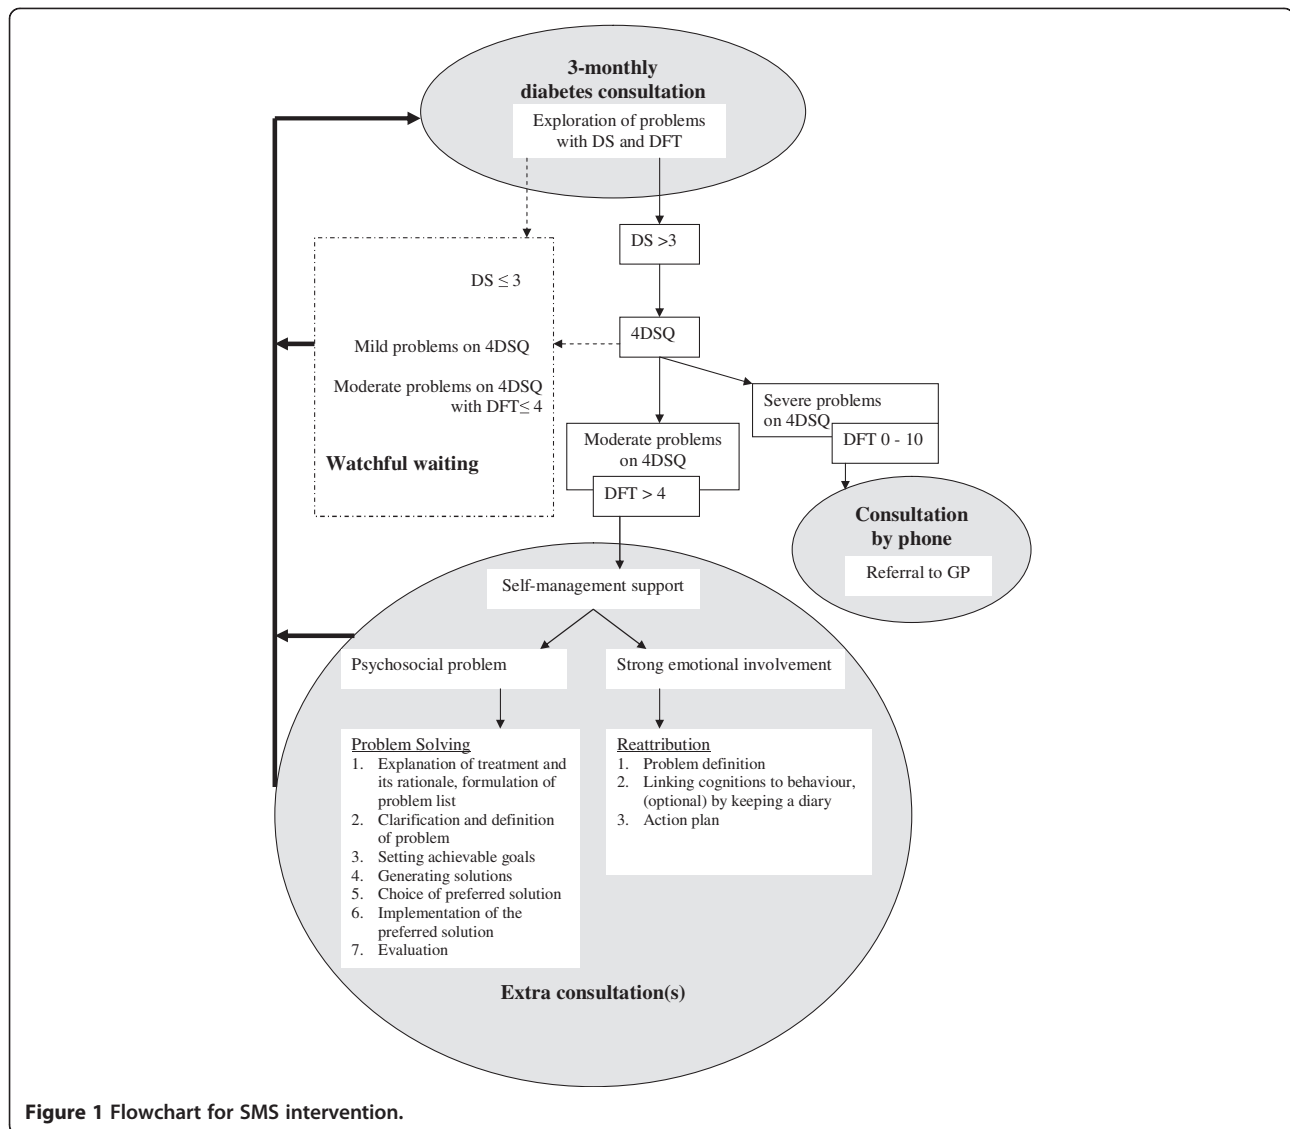 3-monthly
diabetes consultation
Exploration of problems
with DS and DFT
DS >3
DS ≤ 3
4DSQ
Mild problems on 4DSQ
Moderate problems on 4DSQ
with DFT≤ 4
Watchful waiting
Severe problems
on 4DSQ
DFT 0 - 10
Moderate problems
on 4DSQ
DFT > 4
Consultation
by phone
Referral to GP
Self-management support
Psychosocial problem
Strong emotional involvement
Problem Solving
1. Explanation of treatment and
its rationale, formulation of
problem list
2. Clarification and definition
of problem
3. Setting achievable goals
4. Generating solutions
5. Choice of preferred solution
6. Implementation of the
preferred solution
7. Evaluation
Reattribution
1. Problem definition
2. Linking cognitions to behaviour,
(optional) by keeping a diary
3. Action plan
Extra consultation(s)
Figure 1 Flowchart for SMS intervention.